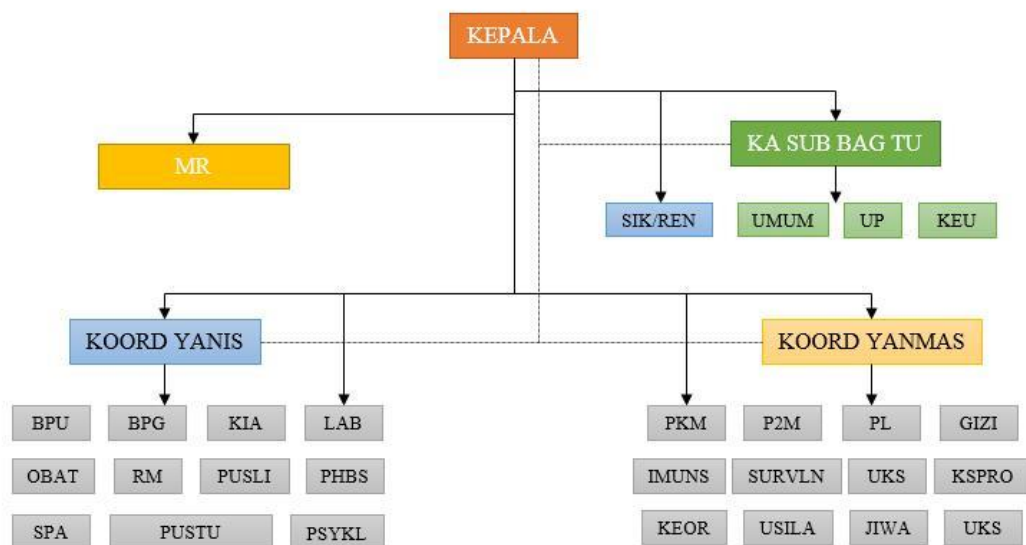 KEPALA
MR
KA SUB BAG TU
SIK/REN
UMUM
UP
KEU
KOORD YANIS
KOORD YANMAS
BPU
BPG
KIA
LAB
PKM
P2M
PL
GIZI
OBAT
RM
PUSLI
PHBS
IMUNS
SURVLN
UKS
KSPRO
SPA
PUSTU
PSYKL
KEOR
USILA
JIWA
UKS